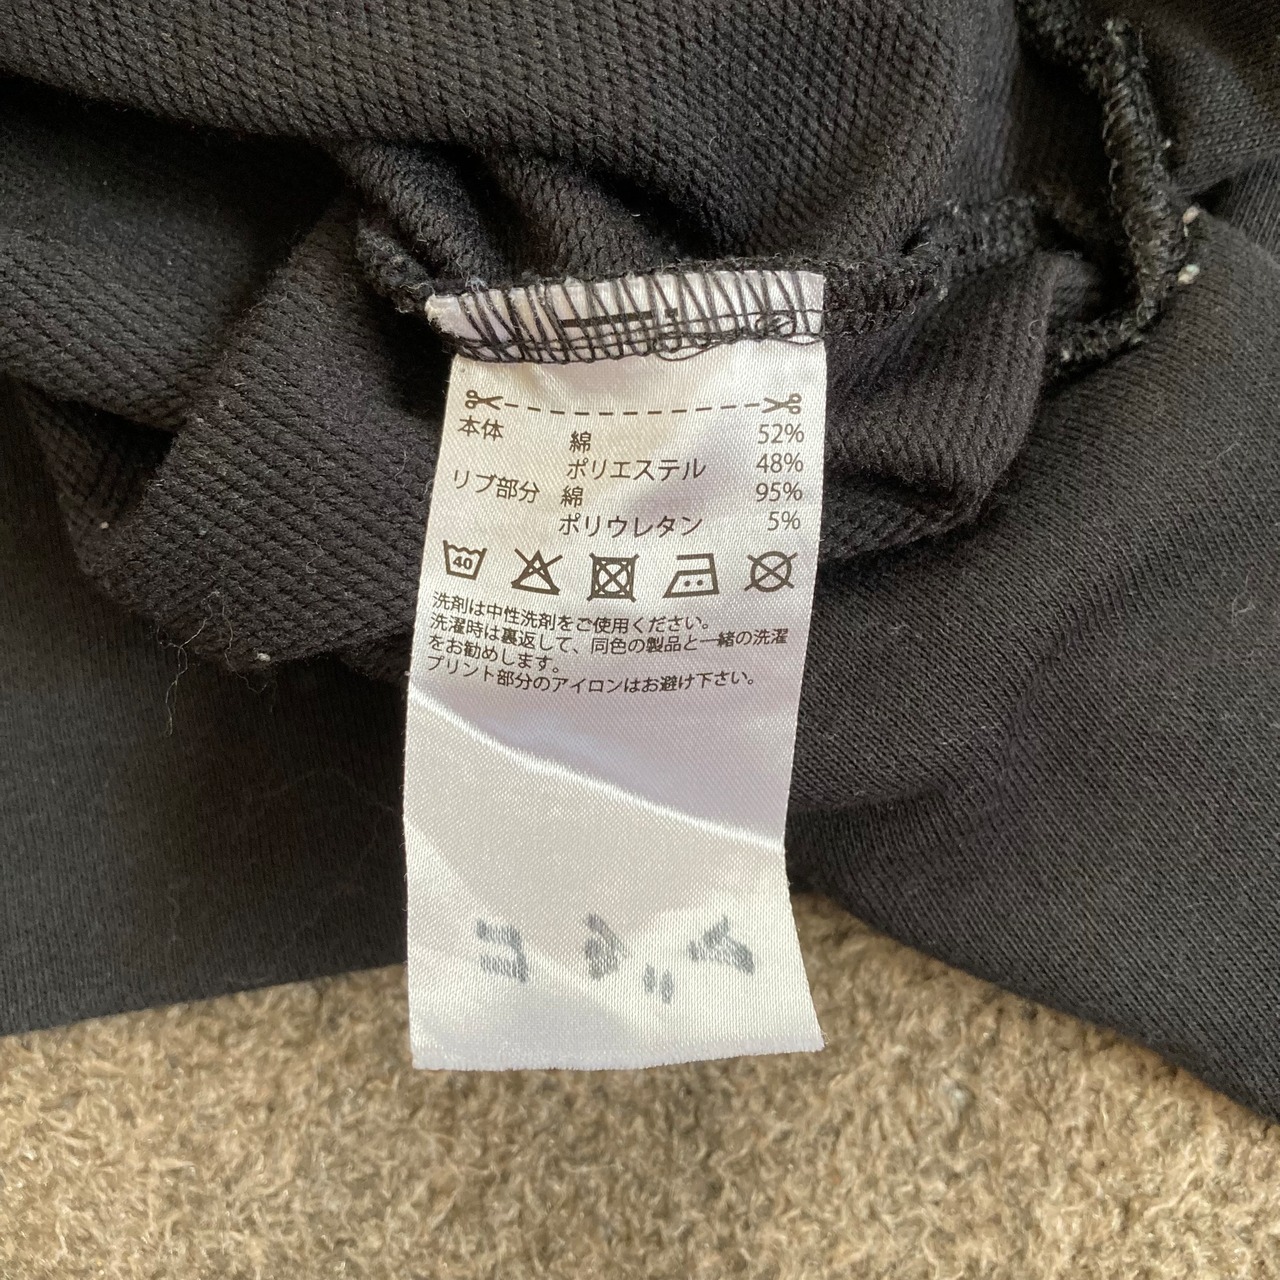 本体 綿 52%
ポリエステル 48%
リブ部分 綿 95%
ポリウレタン 5%
40
洗剤は中性洗剤をご使用ください。
洗濯時は裏返して、同色の製品と一緒の洗濯
をお勧めします。
プリント部分のアイロンはお避け下さい。